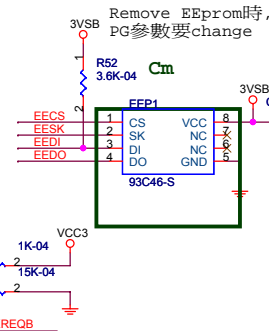 Remove EEprom時,
PG參數要change
3VSB
1
R52
3.6K-04
2
Cm
3VSB
EEP1
EECS 1 CS VCC 8
EESK 2 SK NC 7
EEDI 3 DI NC 6
EEDO 4 DO GND 5
93C46-S
1K-04
VCC3
2
15K-04
2
REQB